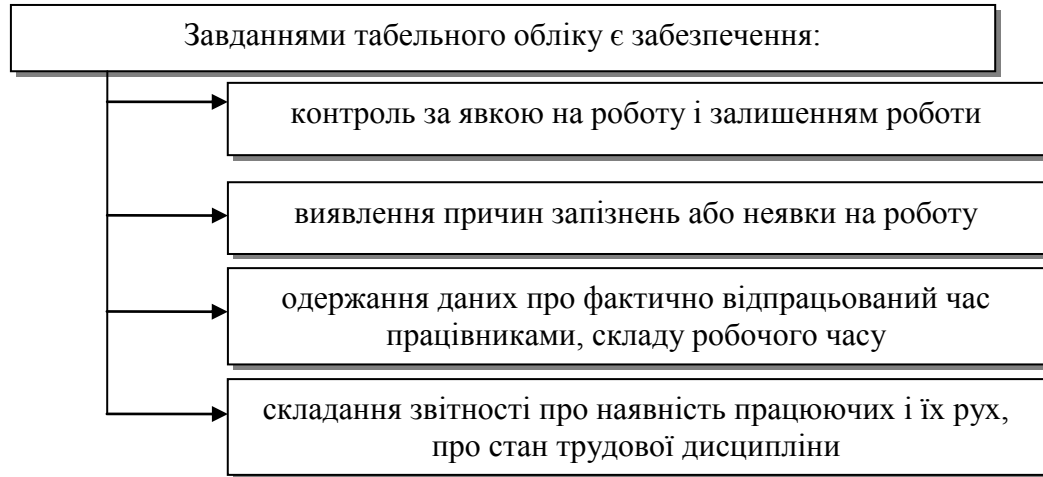 Завданнями табельного обліку є забезпечення:
контроль за явкою на роботу і залишенням роботи
виявлення причин запізнень або неявки на роботу
одержання даних про фактично відпрацьований час
працівниками, складу робочого часу
складання звітності про наявність працюючих і їх рух,
про стан трудової дисципліни